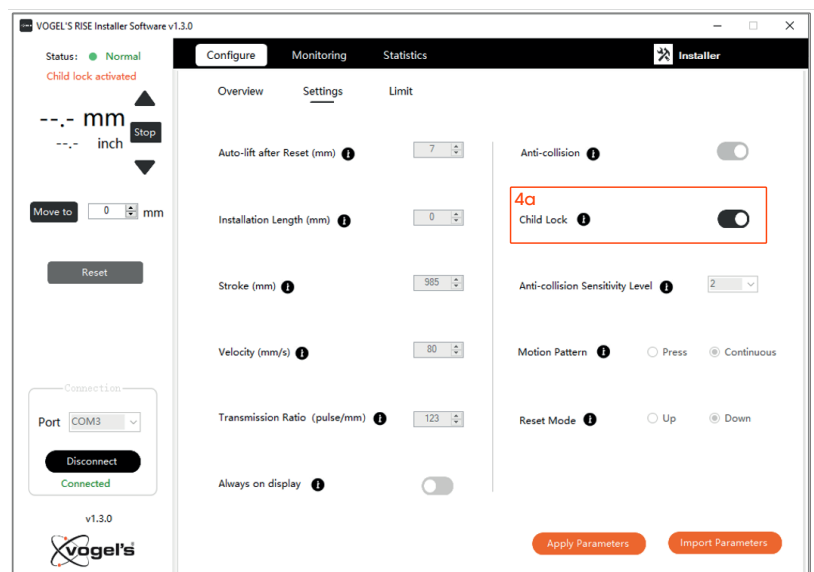 VOGEL'S RISE Installer Software v1.3.0
Status: Normal
Child lock activated
--.- mm
--.- inch
Stop
Move to 0 mm
Reset
Connection
Port COM3
Disconnect
Connected
v1.3.0
vogel's
Configure Monitoring Statistics Installer
Overview Settings Limit
Auto-lift after Reset (mm) 7
Installation Length (mm) 0
Stroke (mm) 985
Velocity (mm/s) 80
Transmission Ratio (pulse/mm) 123
Always on display
Anti-collision
4a
Child Lock
Anti-collision Sensitivity Level 2
Motion Pattern Press Continuous
Reset Mode Up Down
Apply Parameters Import Parameters